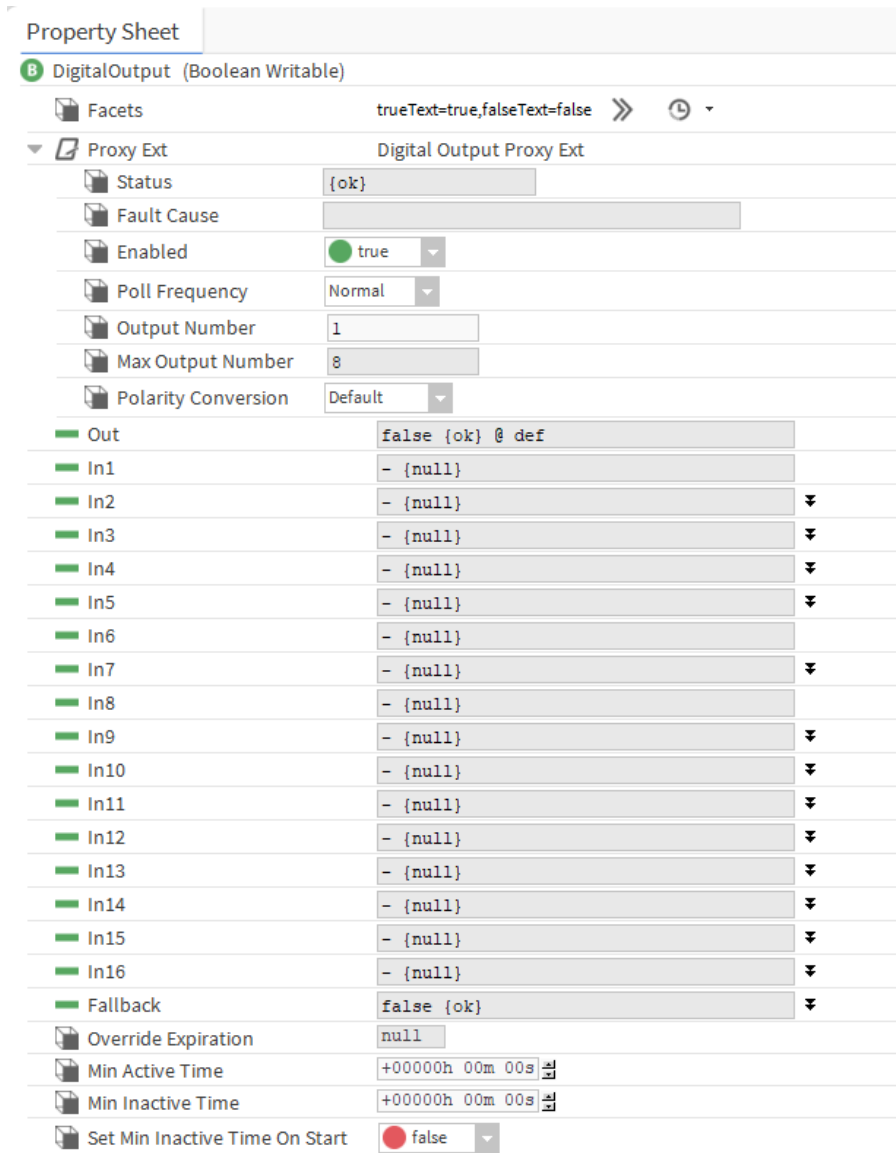 Property Sheet
B DigitalOutput (Boolean Writable)
Facets trueText=true,falseText=false
Proxy Ext Digital Output Proxy Ext
Status {ok}
Fault Cause
Enabled true
Poll Frequency Normal
Output Number 1
Max Output Number 8
Polarity Conversion Default
Out false {ok} @ def
In1 - {null}
In2 - {null}
In3 - {null}
In4 - {null}
In5 - {null}
In6 - {null}
In7 - {null}
In8 - {null}
In9 - {null}
In10 - {null}
In11 - {null}
In12 - {null}
In13 - {null}
In14 - {null}
In15 - {null}
In16 - {null}
Fallback false {ok}
Override Expiration null
Min Active Time +00000h 00m 00s
Min Inactive Time +00000h 00m 00s
Set Min Inactive Time On Start false